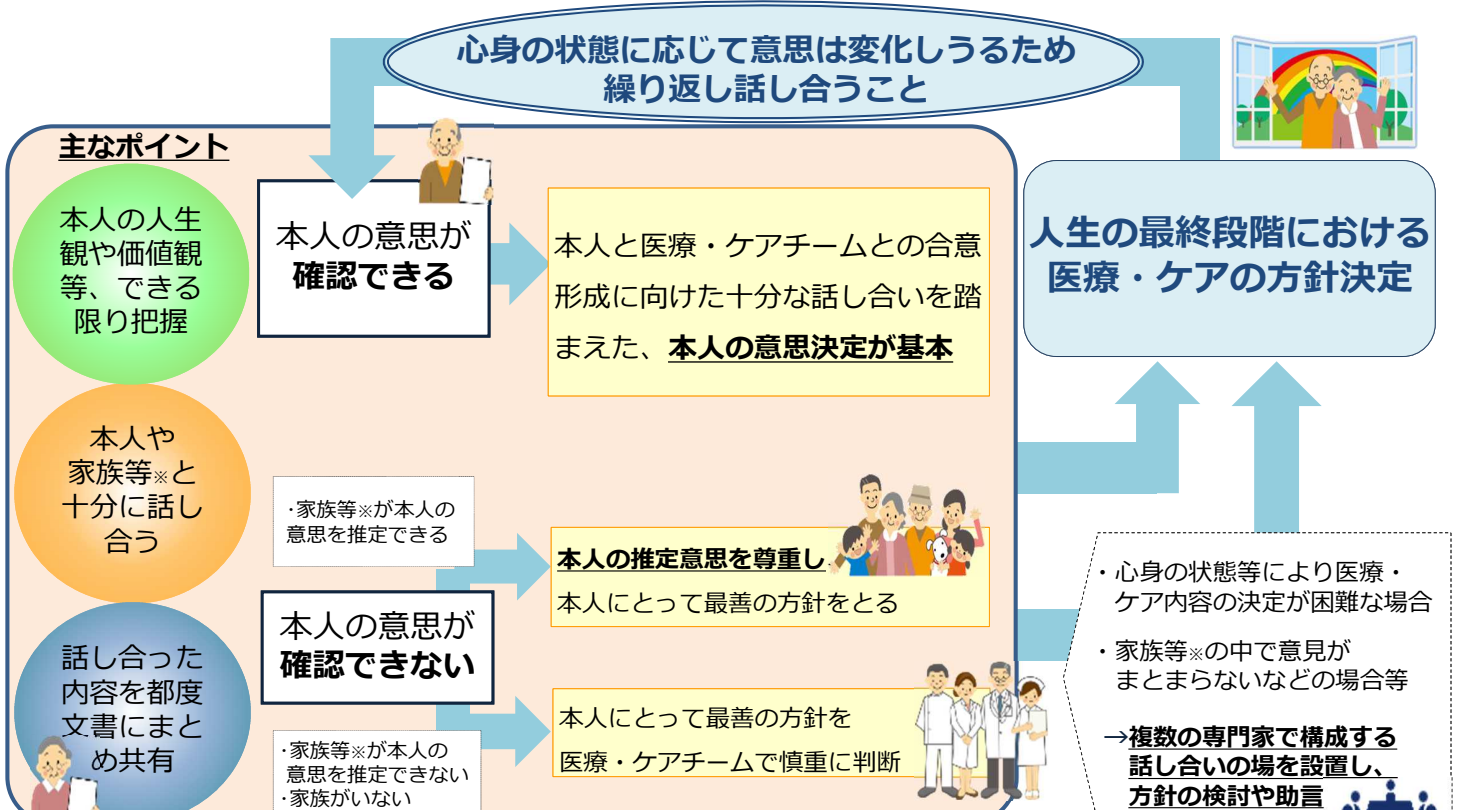 心身の状態に応じて意思は変化しうるため
繰り返し話し合うこと
主なポイント
本人の人生
観や価値観
等、できる
限り把握
本人や
家族等※と
十分に話し
合う
話し合った
内容を都度
文書にまと
め共有
本人の意思が
確認できる
本人と医療・ケアチームとの合意
形成に向けた十分な話し合いを踏
まえた、本人の意思決定が基本
・家族等※が本人の
意思を推定できる
本人の推定意思を尊重し
本人にとって最善の方針をとる
本人の意思が
確認できない
・家族等※が本人の
意思を推定できない
・家族がいない
本人にとって最善の方針を
医療・ケアチームで慎重に判断
人生の最終段階における
医療・ケアの方針決定
・心身の状態等により医療・
ケア内容の決定が困難な場合
・家族等※の中で意見が
まとまらないなどの場合等
→複数の専門家で構成する
話し合いの場を設置し、
方針の検討や助言